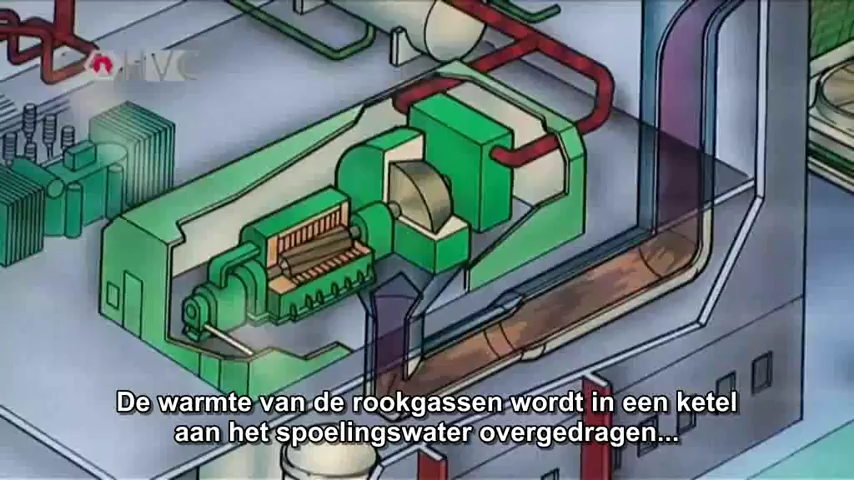 HVC
De warmte van de rookgassen wordt in een ketel
aan het spoelingswater overgedragen...